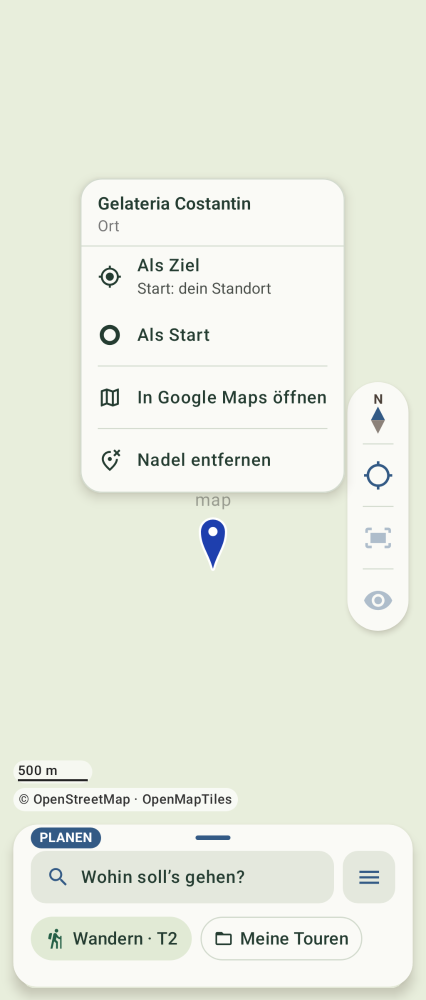 Gelateria Costantin
Ort
Als Ziel
Start: dein Standort
Als Start
In Google Maps öffnen
Nadel entfernen
map
N
500 m
© OpenStreetMap · OpenMapTiles
PLANEN
Wohin soll’s gehen?
Wandern · T2
Meine Touren